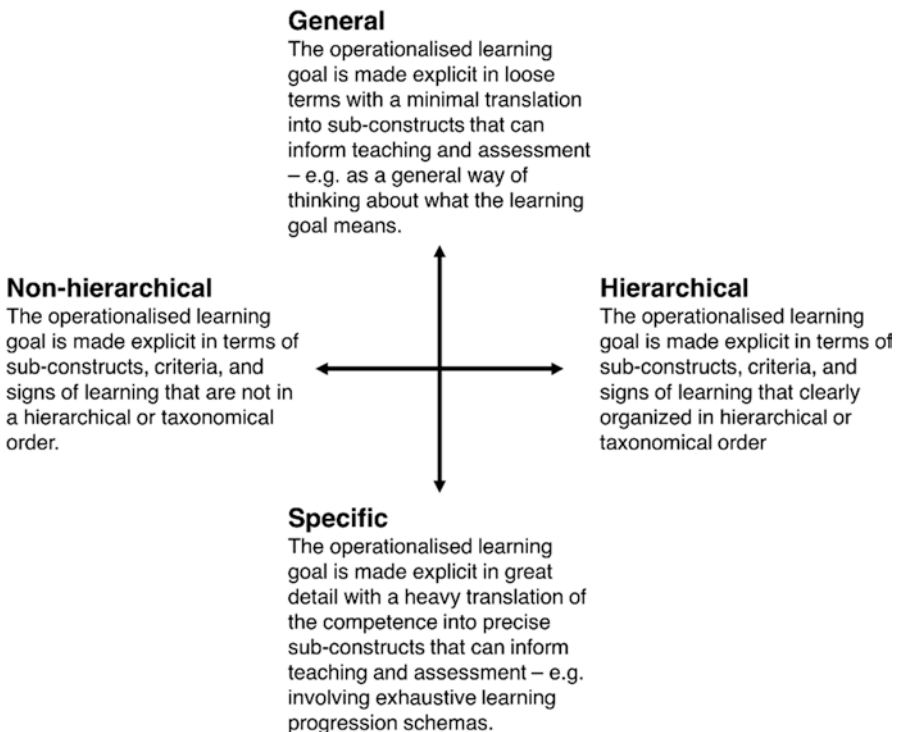 General
The operationalised learning
goal is made explicit in loose
terms with a minimal translation
into sub-constructs that can
inform teaching and assessment
– e.g. as a general way of
thinking about what the learning
goal means.
Non-hierarchical
The operationalised learning
goal is made explicit in terms of
sub-constructs, criteria, and
signs of learning that are not in
a hierarchical or taxonomical
order.
Hierarchical
The operationalised learning
goal is made explicit in terms of
sub-constructs, criteria, and
signs of learning that clearly
organized in hierarchical or
taxonomical order
Specific
The operationalised learning
goal is made explicit in great
detail with a heavy translation of
the competence into precise
sub-constructs that can inform
teaching and assessment – e.g.
involving exhaustive learning
progression schemas.